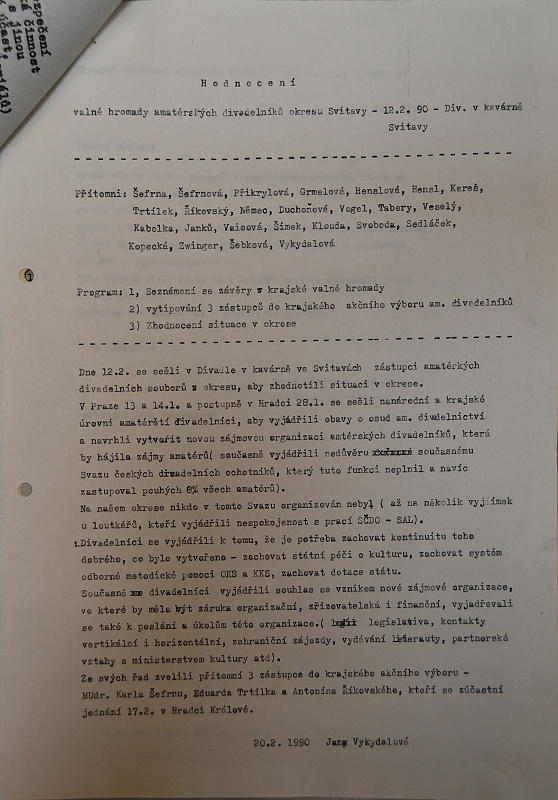 zpečení
á činnost
s jinou
účast,
H o d n o c e n í
valné hromady amatérských divadelníků okresu Svitavy - 12.2. 90 - Div. v kavárně
Svitavy
Přítomni: Šefrna, Šefrnová, Přikrylová, Grmelová, Henslová, Hensl, Kareš,
Trtílek, Říkovský, Němec, Duchoňová, Vogel, Tabery, Veselý,
Kabelka, Janků, Vaisová, Šimek, Klouda, Svoboda, Sedláček,
Kopecká, Zwinger, Šebková, Vykydalová
Program: 1, Seznámení se závěry z krajské valné hromady
2) vytipování 3 zástupců do krajského akčního výboru am. divadelníků
3) Zhodnocení situace v okrese
Dne 12.2. se sešli v Divadle v kavárně ve Svitavách zástupci amatérkých
divadelních souborů z okresu, aby zhodnotili situaci v okrese.
V Praze 13 a 14.1. a postupně v Hradci 28.1. se sešli nanárodní a krajské
úrovni amatérětí divadelníci, aby vyjádřili obavy o osud am. divadelnictví
a navrhli vytvořit novou zájmovou organizaci amtérských divadelníků, která
by hájila zájmy amatérů( současně vyjádřili nedůvěru současnému
Svazu českých divadelních ochotníků, který tuto funkci neplnil a navíc
zastupoval pouhých 8% všech amatérů).
Na našem okrese nikdo v tomto Svazu organizován nebyl ( až na několik vyjjímek
u loutkářů, kteří vyjádřili nespokojenost s prací SČDO - SAL).
Divadelníci se vyjádřili k tomu, že je potřeba zachovat kontinuitu toho
dobrého, co bylo vytvořeno - zachovat státní péči o kulturu, zachovat systém
odborné metodické pomoci OKS a KKS, zachovat dotace státu.
Současně divadelníci vyjádřili souhlas se vznikem nové zájmové organizace,
ve které by měla být záruka organizační, zřizovatelská i finanční, vyjadřovali
se také k poslání a úkolům této organizace.( legislativa, kontakty
vertikální i horizontální, zahraniční zájezdy, vydávání literauty, partnerské
vztahy s ministerstvem kultury atd).
Ze svých řad zvolili přítomní 3 zástupce do krajského akčního výboru -
MUdr. Karla Šefrnu, Eduarda Trtílka a Antonína Říkovského, kteří se zúčastní
jednání 17.2. v Hradci Králové.
20.2. 1990 Jana Vykydalová